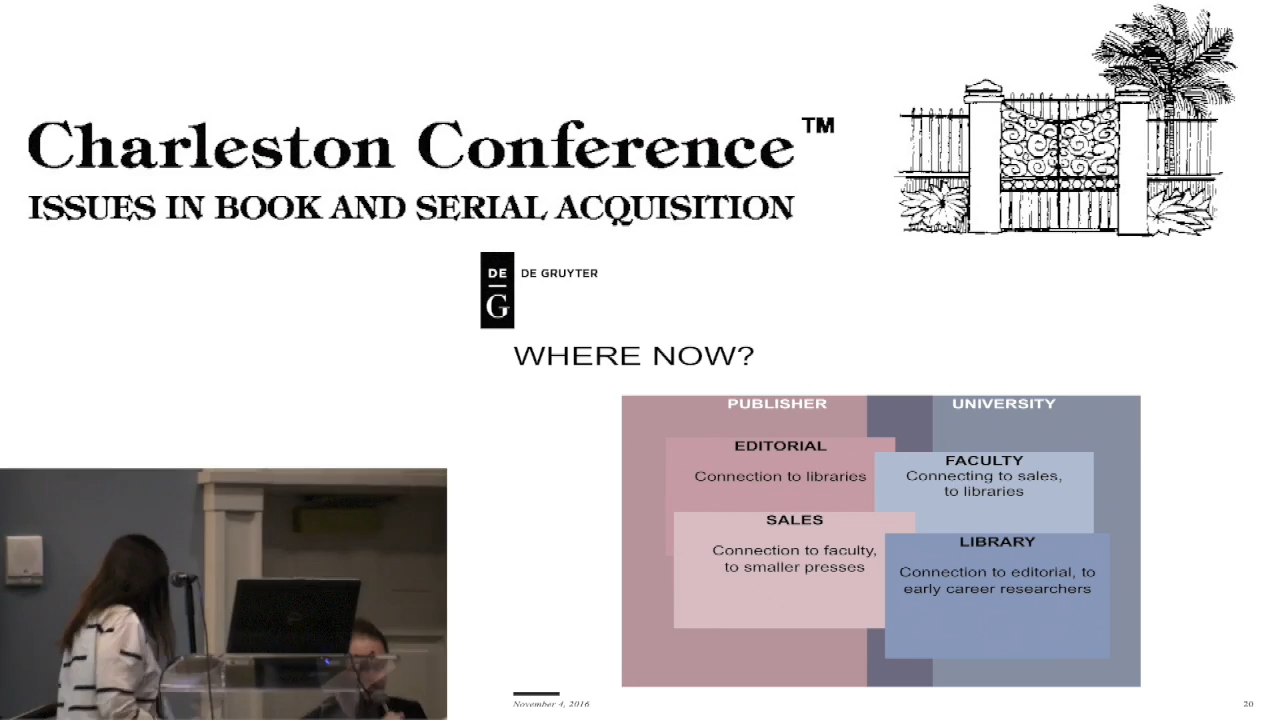 Charleston Conference™
ISSUES IN BOOK AND SERIAL ACQUISITION
DE
G
DE GRUYTER
WHERE NOW?
PUBLISHER
UNIVERSITY
EDITORIAL
Connection to libraries
FACULTY
Connecting to sales,
to libraries
SALES
Connection to faculty,
to smaller presses
LIBRARY
Connection to editorial, to
early career researchers
November 4, 2016
20